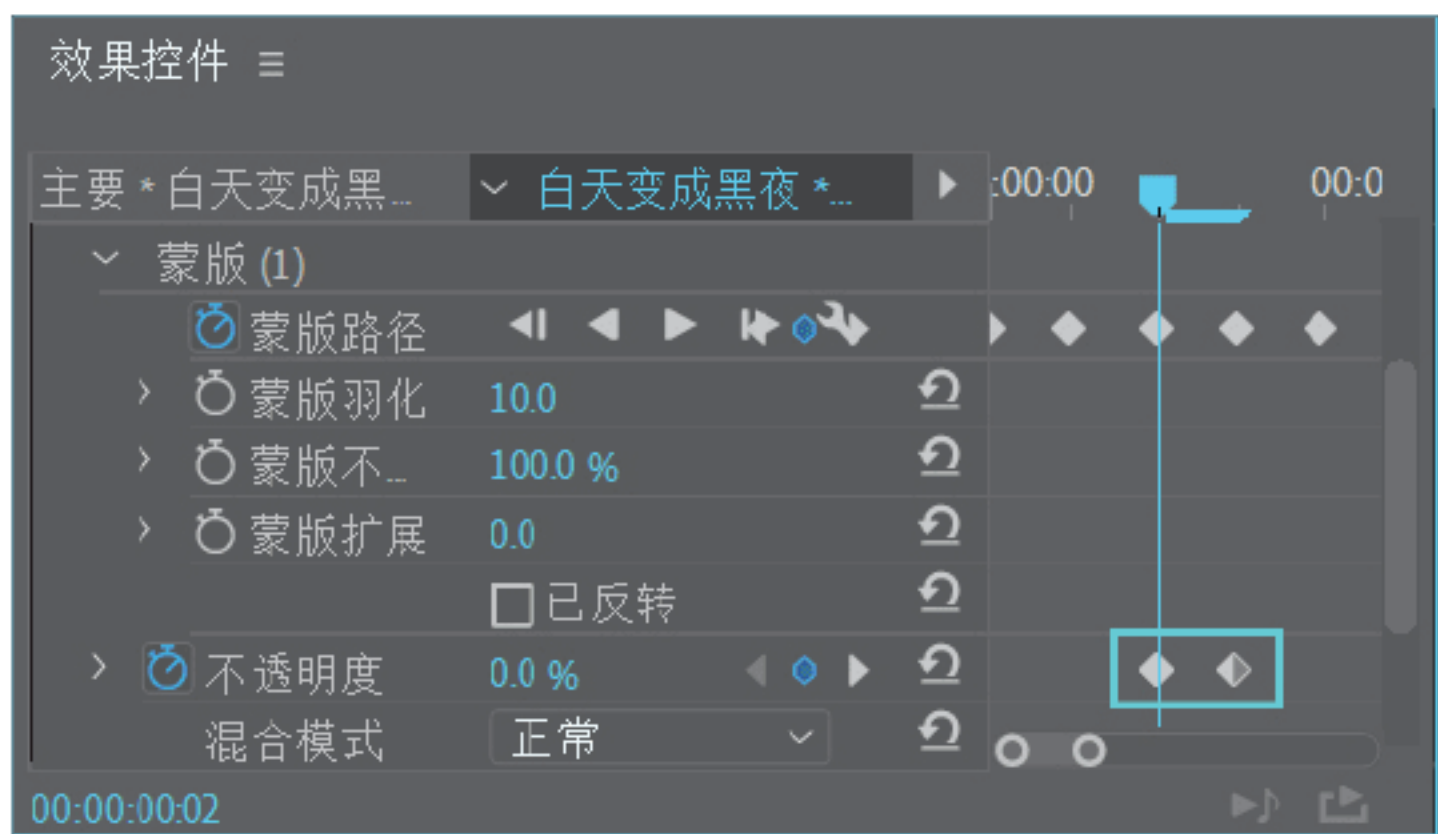 效果控件
主要 * 白天变成黑... 白天变成黑夜 *... :00:00 00:0
蒙版 (1)
蒙版路径
蒙版羽化 10.0
蒙版不... 100.0 %
蒙版扩展 0.0
已反转
不透明度 0.0 %
混合模式 正常
00:00:00:02